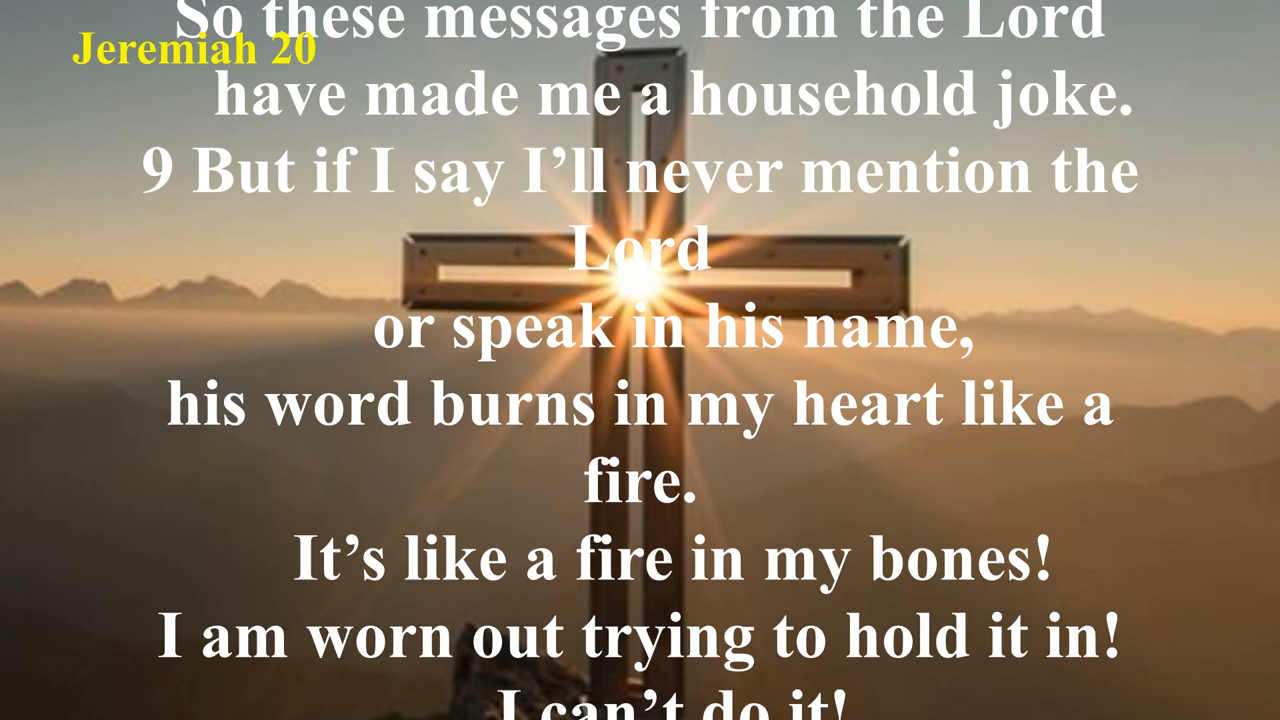 So these messages from the Lord
Jeremiah 20
have made me a household joke.
9 But if I say I’ll never mention the
Lord
or speak in his name,
his word burns in my heart like a
fire.
It’s like a fire in my bones!
I am worn out trying to hold it in!
I can’t do it!